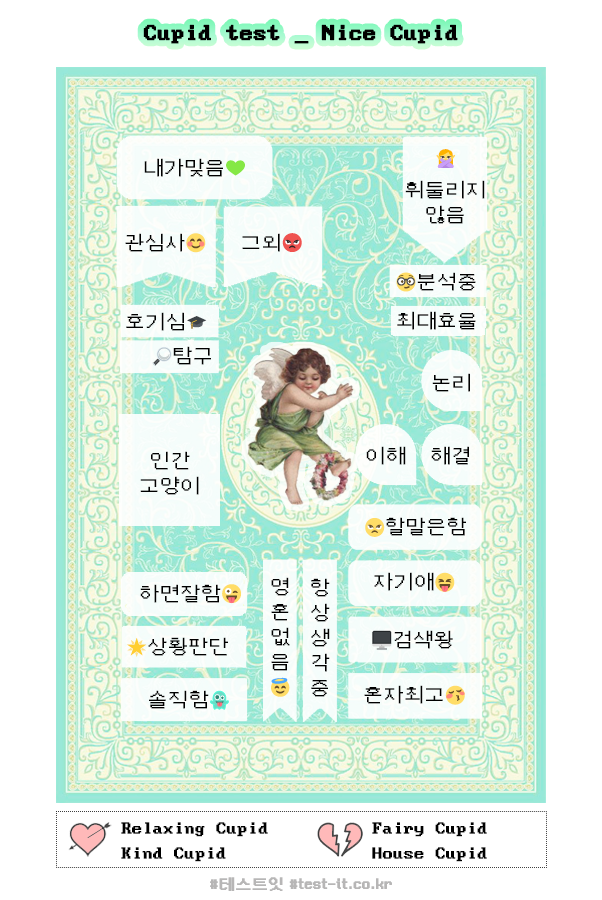 Cupid test _ Nice Cupid
내가맞음💚
🙅‍♀️
휘둘리지
않음
관심사😊
그외😡
🤓분석중
호기심🎓
최대효율
🔎탐구
논리
인간
고양이
이해
해결
😠할말은함
하면잘함😜
영혼없음😇
항상생각중
자기애😝
🌟상황판단
🖥️검색왕
솔직함👻
혼자최고😚
Relaxing Cupid
Kind Cupid
Fairy Cupid
House Cupid
#테스트잇 #test-it.co.kr